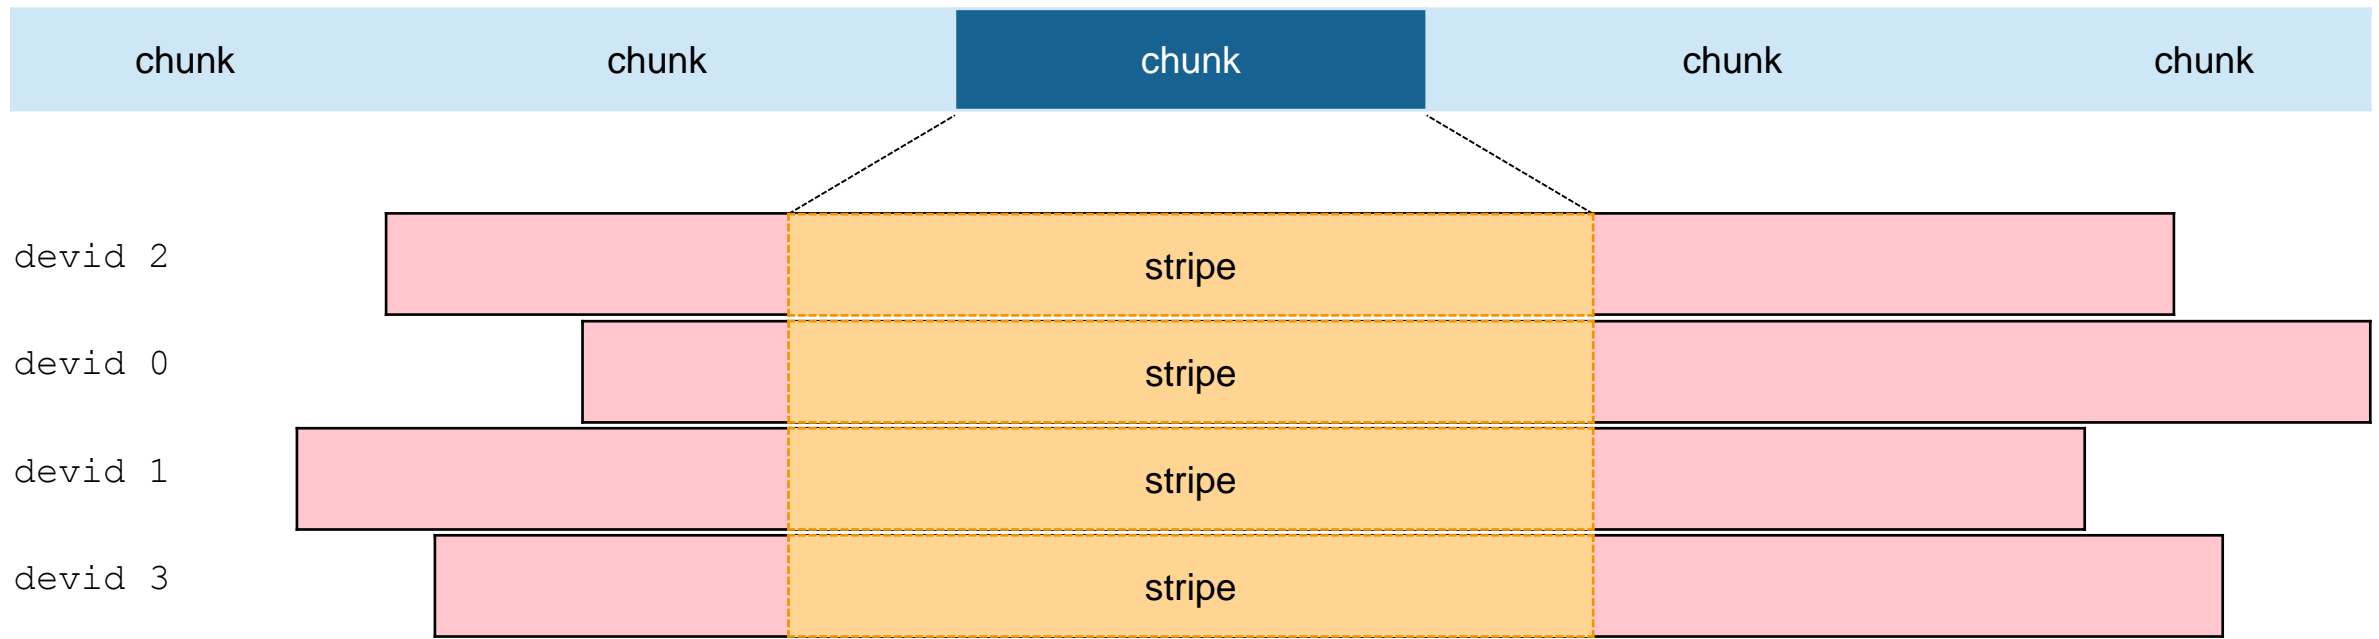 chunk chunk chunk chunk chunk
devid 2 stripe
devid 0 stripe
devid 1 stripe
devid 3 stripe